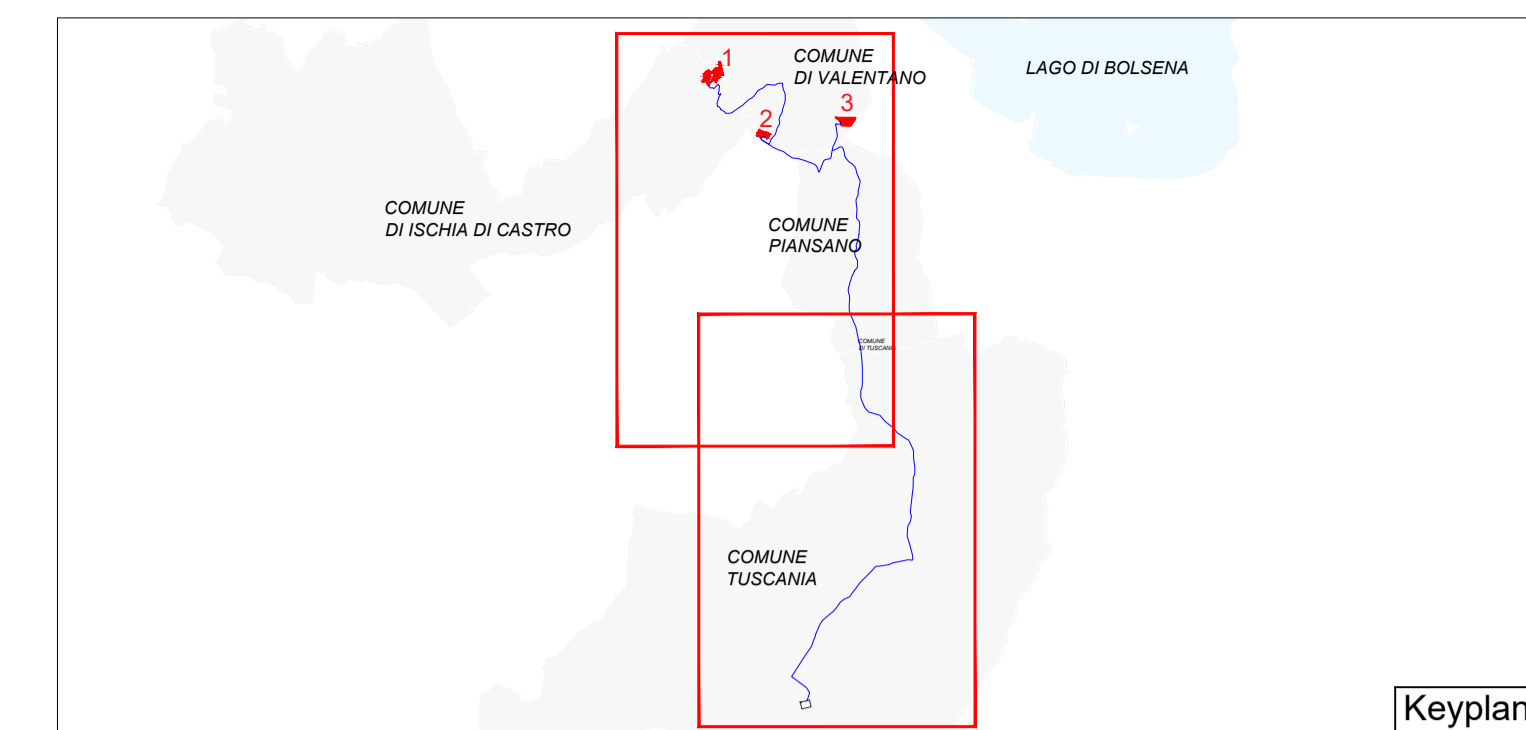 1
COMUNE
DI VALENTANO
LAGO DI BOLSENA
2
3
COMUNE
DI ISCHIA DI CASTRO
COMUNE
PIANSANO
COMUNE
DI TUSCANIA
COMUNE
TUSCANIA
Keyplan